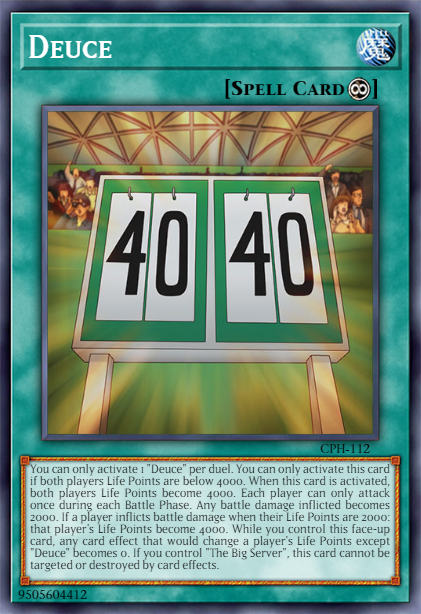 Deuce
魔
[Spell Card ]
40 40
CPH-112
You can only activate 1 "Deuce" per duel. You can only activate this card
if both players Life Points are below 4000. When this card is activated,
both players Life Points become 4000. Each player can only attack
once during each Battle Phase. Any battle damage inflicted becomes
2000. If a player inflicts battle damage when their Life Points are 2000:
that player's Life Points become 4000. While you control this face-up
card, any card effect that would change a player's Life Points except
"Deuce" becomes 0. If you control "The Big Server", this card cannot be
targeted or destroyed by card effects.
9505604412